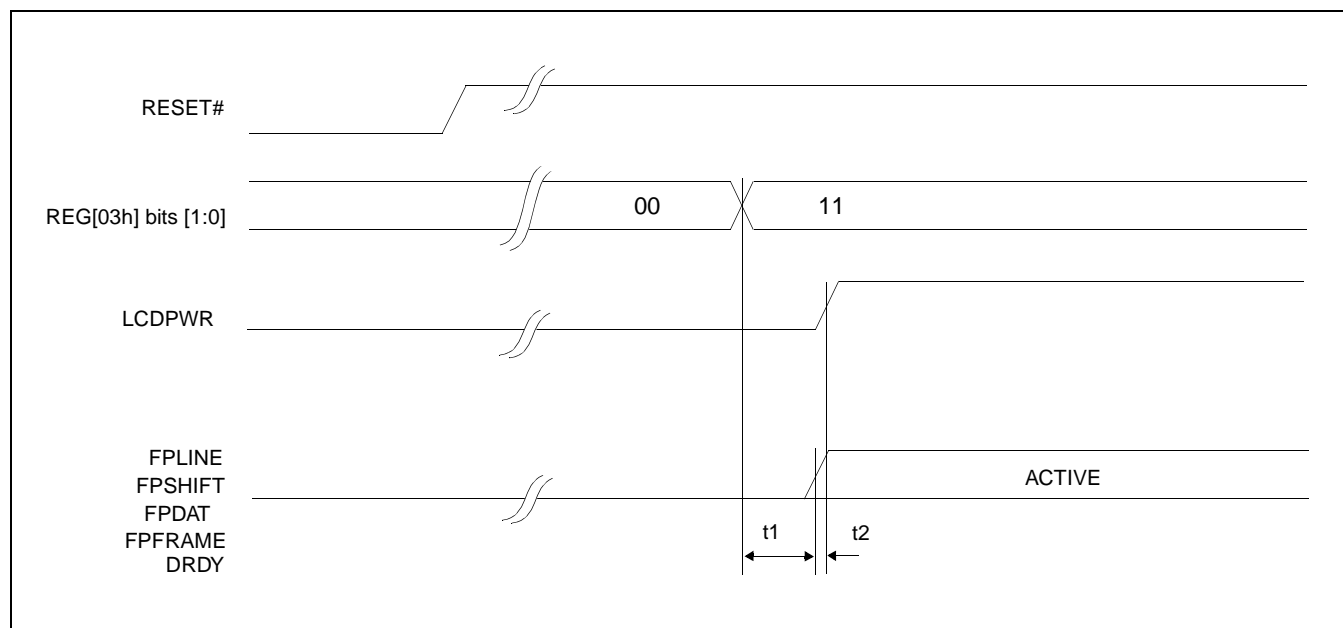 RESET#
REG[03h] bits [1:0]
00
11
LCDPWR
FPLINE
FPSHIFT
FPDAT
FPFRAME
DRDY
ACTIVE
t1
t2